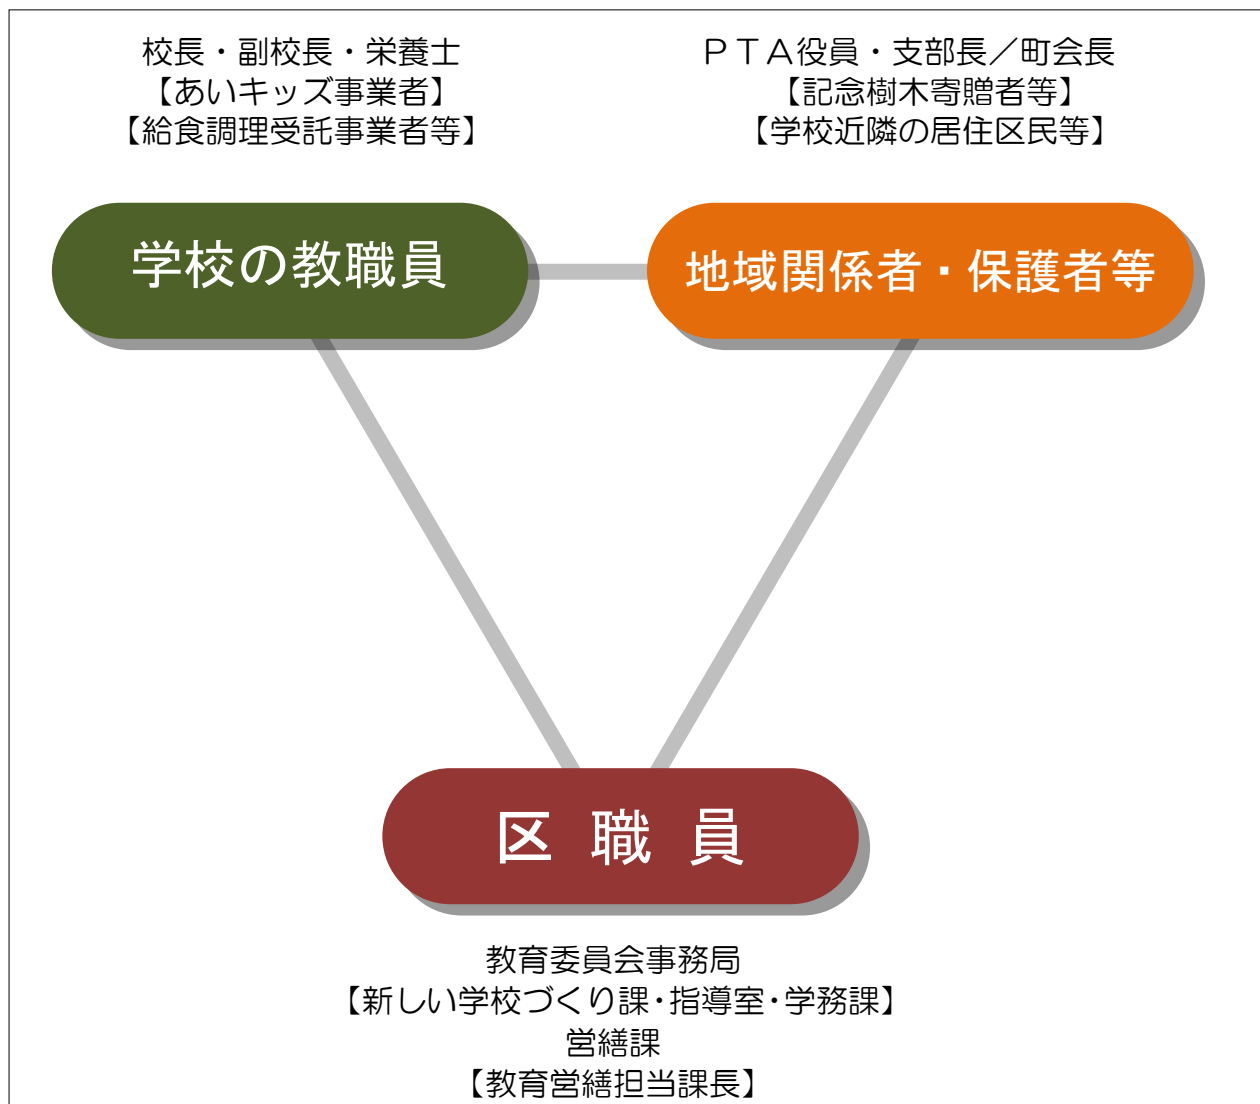 校長・副校長・栄養士
【あいキッズ事業者】
【給食調理受託事業者等】
ＰＴＡ役員・支部長／町会長
【記念樹木寄贈者等】
【学校近隣の居住区民等】
学校の教職員
地域関係者・保護者等
区 職 員
教育委員会事務局
【新しい学校づくり課・指導室・学務課】
営繕課
【教育営繕担当課長】